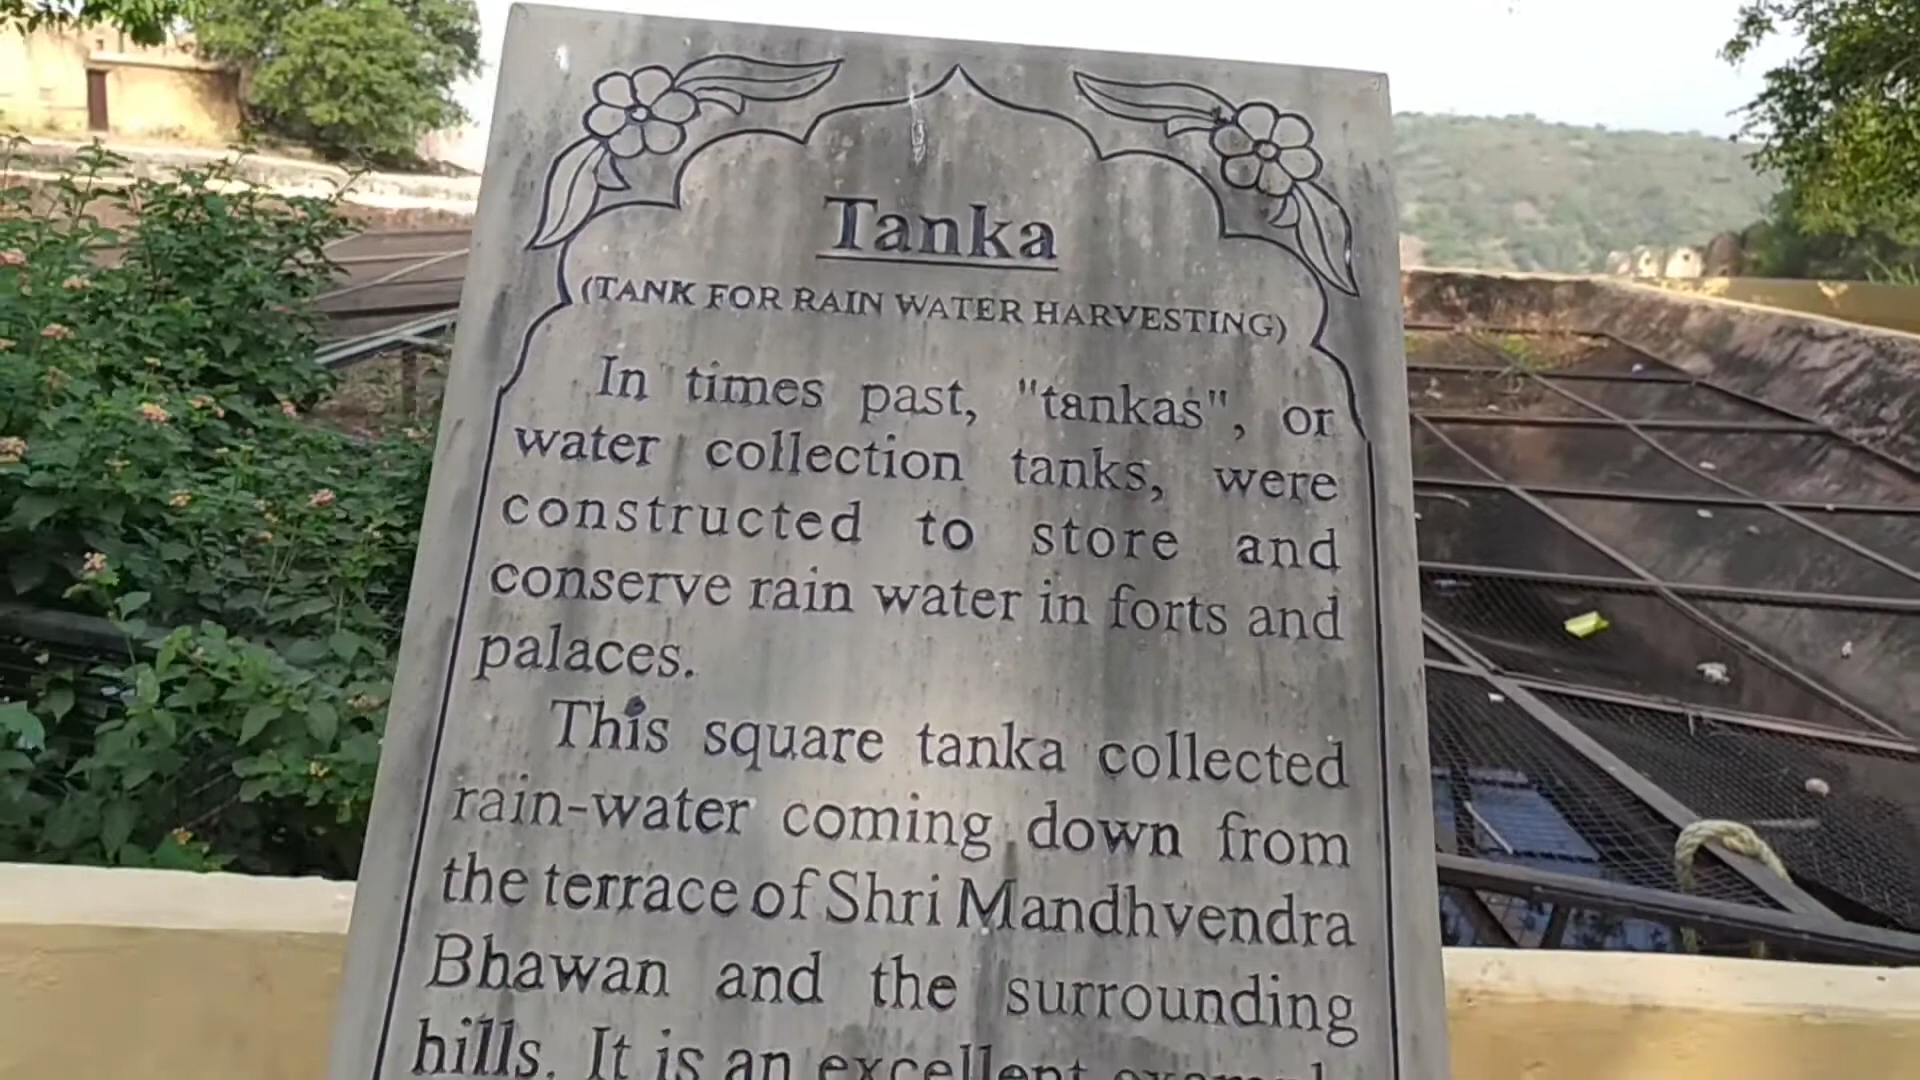 Tanka
(TANK FOR RAIN WATER HARVESTING)
In times past, "tankas", or
water collection tanks, were
constructed to store and
conserve rain water in forts and
palaces.
This square tanka collected
rain-water coming down from
the terrace of Shri Mandhvendra
Bhawan and the surrounding
hills. It is an excellent